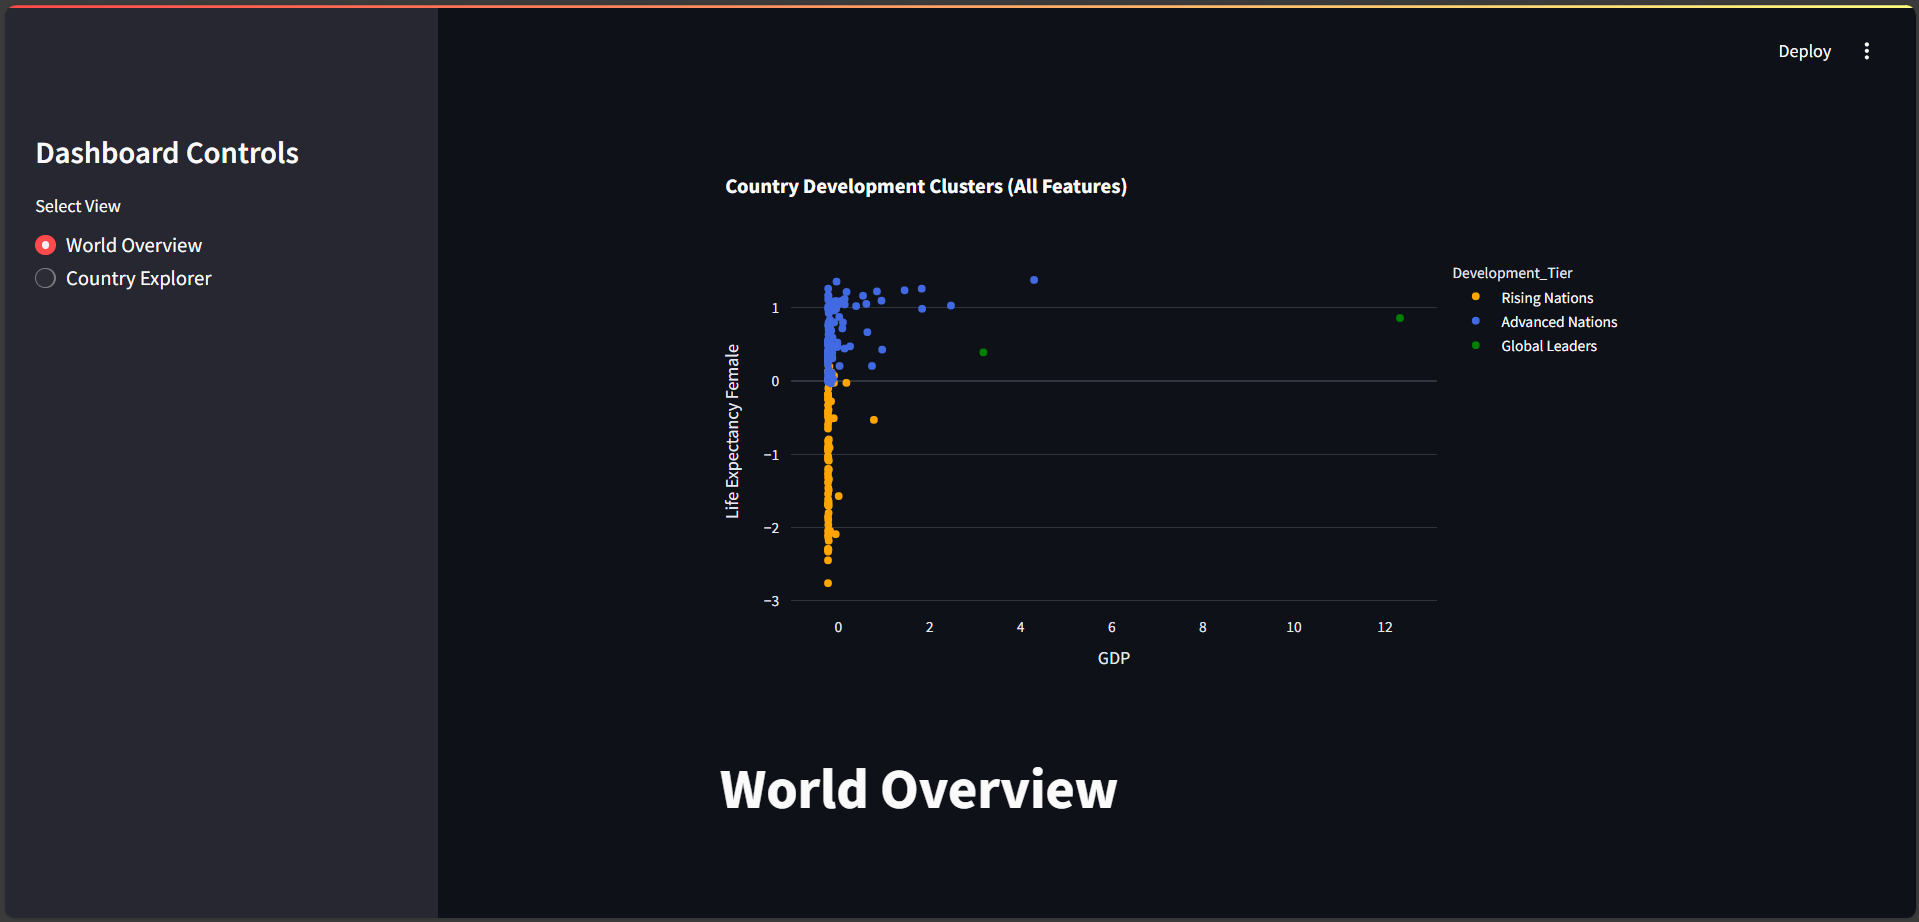 Deploy
Dashboard Controls
Select View
World Overview
Country Explorer
Country Development Clusters (All Features)
Development_Tier
Rising Nations
Advanced Nations
Global Leaders
Life Expectancy Female
1
0
−1
−2
−3
0 2 4 6 8 10 12
GDP
World Overview